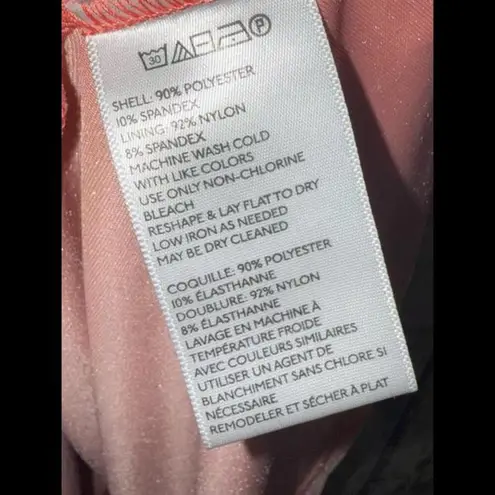 30 P
SHELL: 90% POLYESTER
10% SPANDEX
LINING: 92% NYLON
8% SPANDEX
MACHINE WASH COLD
WITH LIKE COLORS
USE ONLY NON-CHLORINE
BLEACH
RESHAPE & LAY FLAT TO DRY
LOW IRON AS NEEDED
MAY BE DRY CLEANED
COQUILLE: 90% POLYESTER
10% ÉLASTHANNE
DOUBLURE: 92% NYLON
8% ÉLASTHANNE
LAVAGE EN MACHINE À
TEMPÉRATURE FROIDE
AVEC COULEURS SIMILAIRES
UTILISER UN AGENT DE
BLANCHIMENT SANS CHLORE SI
NÉCESSAIRE
REMODELER ET SÉCHER À PLAT